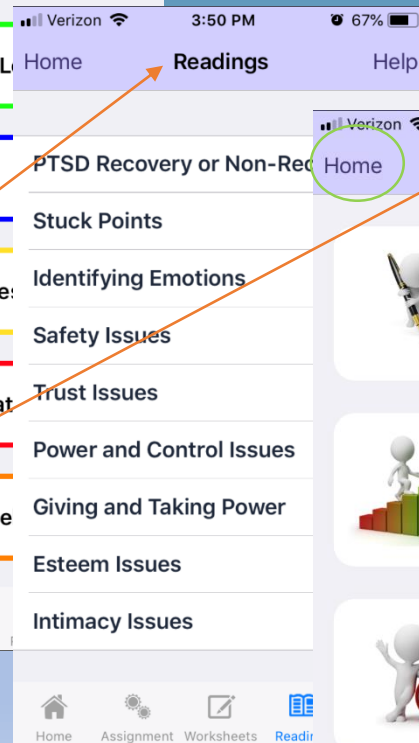 Verizon 3:50 PM 67%
Home Readings Help
PTSD Recovery or Non-Rec
Stuck Points
Identifying Emotions
Safety Issues
Trust Issues
Power and Control Issues
Giving and Taking Power
Esteem Issues
Intimacy Issues
Home Assignment Worksheets Readin
Verizon
Home